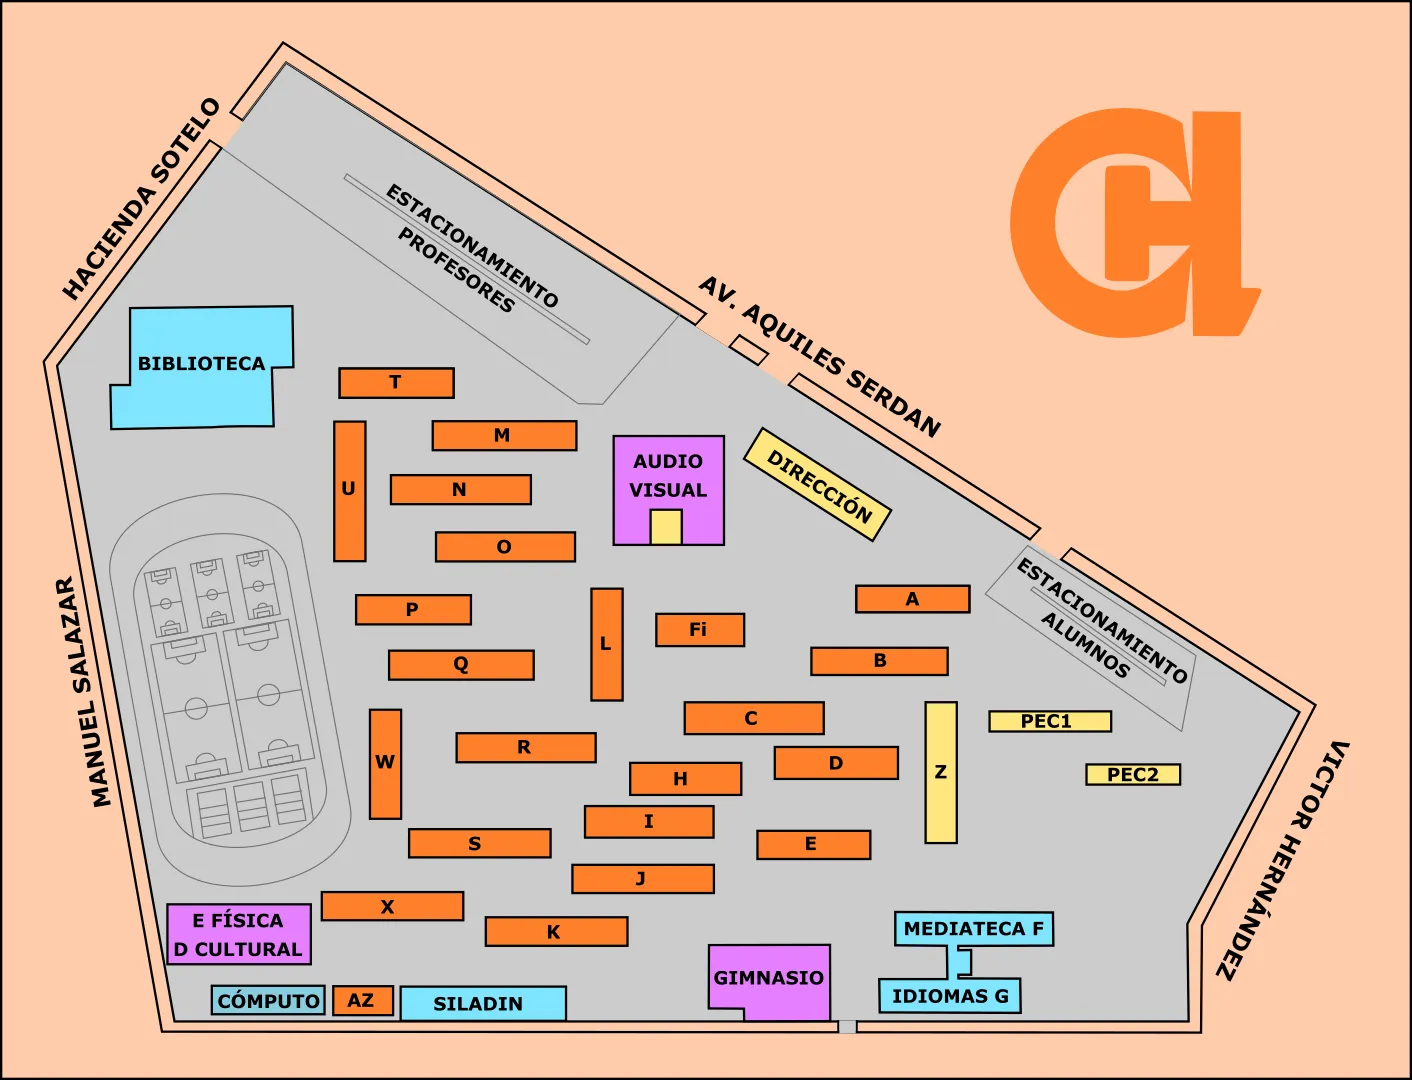 HACIENDA SOTELO
ESTACIONAMIENTO
PROFESORES
AV. AQUILES SERDAN
BIBLIOTECA
T
M
U
N
O
AUDIO
VISUAL
DIRECCIÓN
P
Q
L
Fi
A
B
ESTACIONAMIENTO
ALUMNOS
MANUEL SALAZAR
W
R
C
H
D
Z
PEC1
PEC2
VICTOR HERNÁNDEZ
S
I
E
J
X
K
E FÍSICA
D CULTURAL
CÓMPUTO
AZ
SILADIN
GIMNASIO
MEDIATECA F
IDIOMAS G